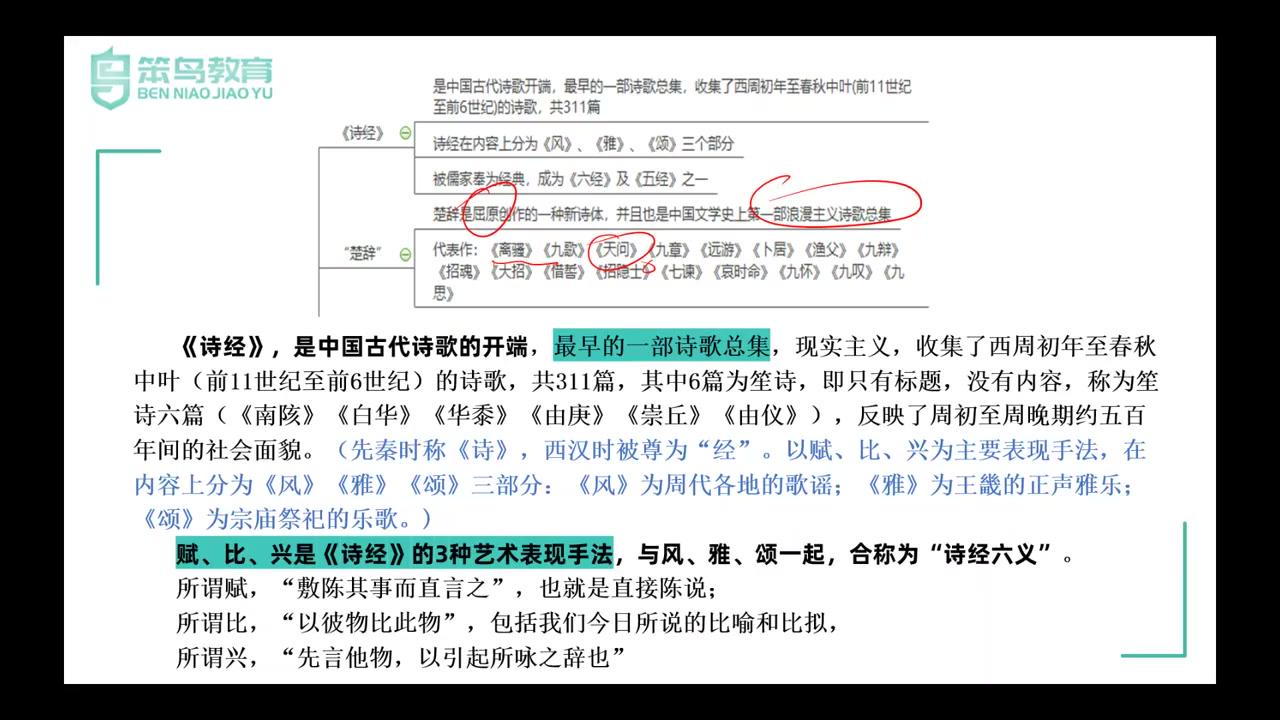 笨鸟教育
BEN NIAO JIAO YU
是中国古代诗歌开端，最早的一部诗歌总集，收集了西周初年至春秋中叶(前11世纪
至前6世纪)的诗歌，共311篇
《诗经》
诗经在内容上分为《风》、《雅》、《颂》三个部分
被儒家奉为经典，成为《六经》及《五经》之一
楚辞是屈原创作的一种新诗体，并且也是中国文学史上第一部浪漫主义诗歌总集
“楚辞”
代表作：《离骚》《九歌》《天问》《九章》《远游》《卜居》《渔父》《九辩》
《招魂》《大招》《惜誓》《招隐士》《七谏》《哀时命》《九怀》《九叹》《九
思》
《诗经》，是中国古代诗歌的开端，最早的一部诗歌总集，现实主义，收集了西周初年至春秋
中叶（前11世纪至前6世纪）的诗歌，共311篇，其中6篇为笙诗，即只有标题，没有内容，称为笙
诗六篇（《南陔》《白华》《华黍》《由庚》《崇丘》《由仪》），反映了周初至周晚期约五百
年间的社会面貌。（先秦时称《诗》，西汉时被尊为“经”。以赋、比、兴为主要表现手法，在
内容上分为《风》《雅》《颂》三部分：《风》为周代各地的歌谣；《雅》为王畿的正声雅乐；
《颂》为宗庙祭祀的乐歌。)
赋、比、兴是《诗经》的3种艺术表现手法，与风、雅、颂一起，合称为“诗经六义”。
所谓赋，“敷陈其事而直言之”，也就是直接陈说；
所谓比，“以彼物比此物”，包括我们今日所说的比喻和比拟，
所谓兴，“先言他物，以引起所咏之辞也”